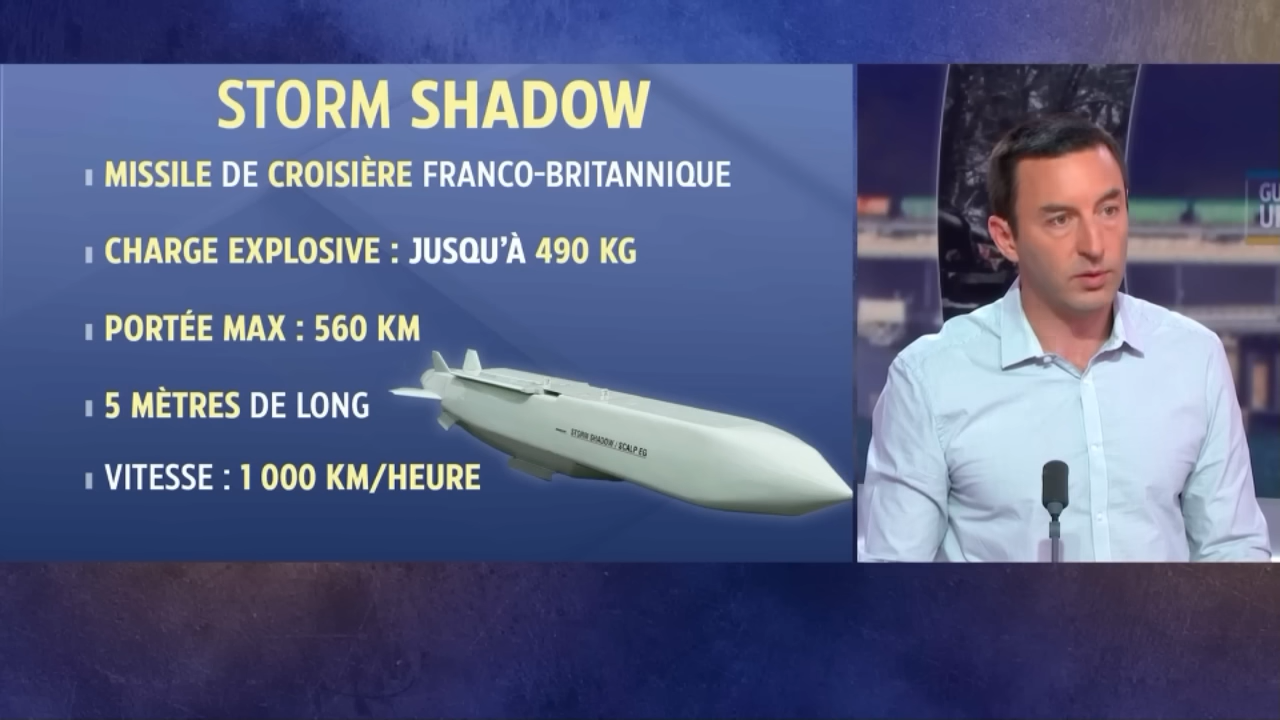 STORM SHADOW
MISSILE DE CROISIÈRE FRANCO-BRITANNIQUE
CHARGE EXPLOSIVE : JUSQU'À 490 KG
PORTÉE MAX : 560 KM
5 MÈTRES DE LONG
VITESSE : 1 000 KM/HEURE
STORM SHADOW / SCALP EG
GU